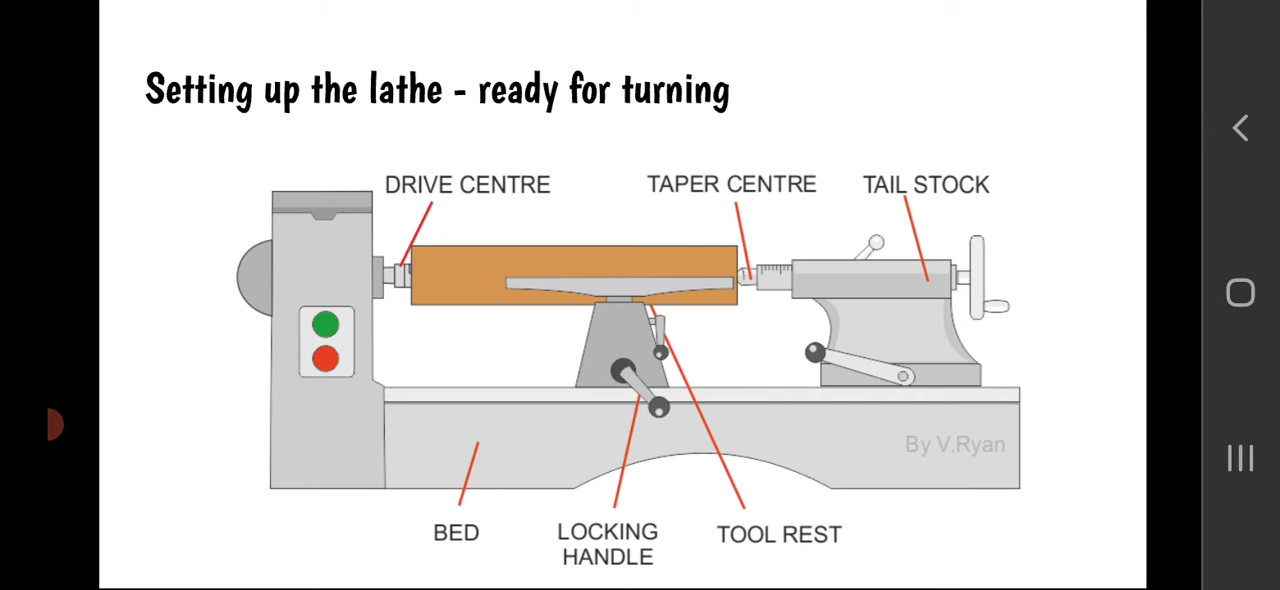 Setting up the lathe - ready for turning
DRIVE CENTRE
TAPER CENTRE
TAIL STOCK
By V.Ryan
BED
LOCKING
HANDLE
TOOL REST